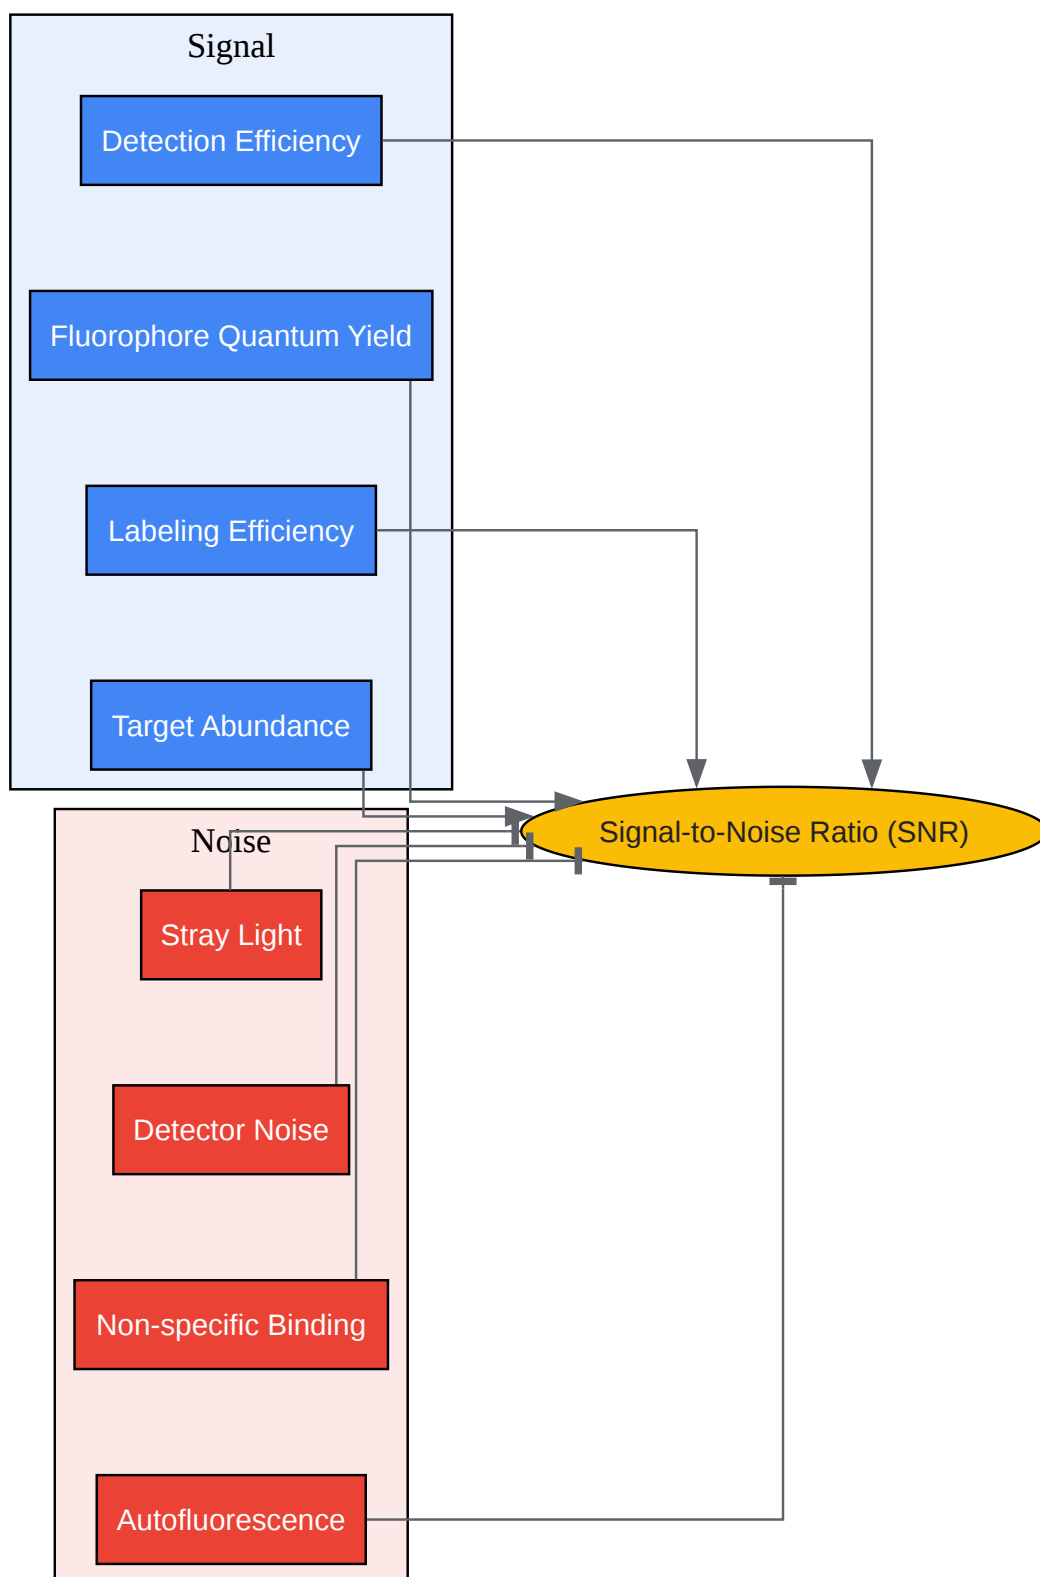 Signal
Detection Efficiency
Fluorophore Quantum Yield
Labeling Efficiency
Target Abundance
Signal-to-Noise Ratio (SNR)
Noise
Stray Light
Detector Noise
Non-specific Binding
Autofluorescence